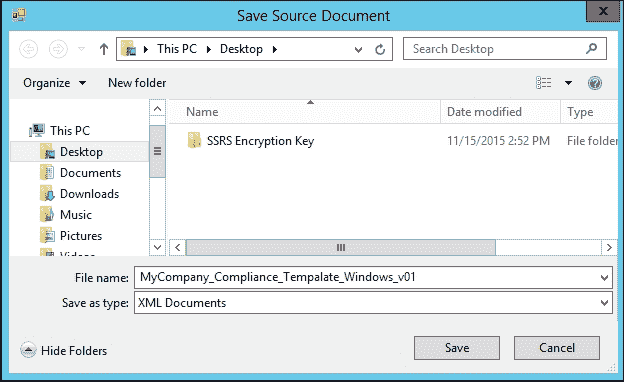 Save Source Document
This PC Desktop
Search Desktop
Organize New folder
Name Date modified Type
This PC
SSRS Encryption Key 11/15/2015 2:52 PM File folder
Desktop
Documents
Downloads
Music
Pictures
Videos
File name: MyCompany_Compliance_Tempalate_Windows_v01
Save as type: XML Documents
Hide Folders Save Cancel